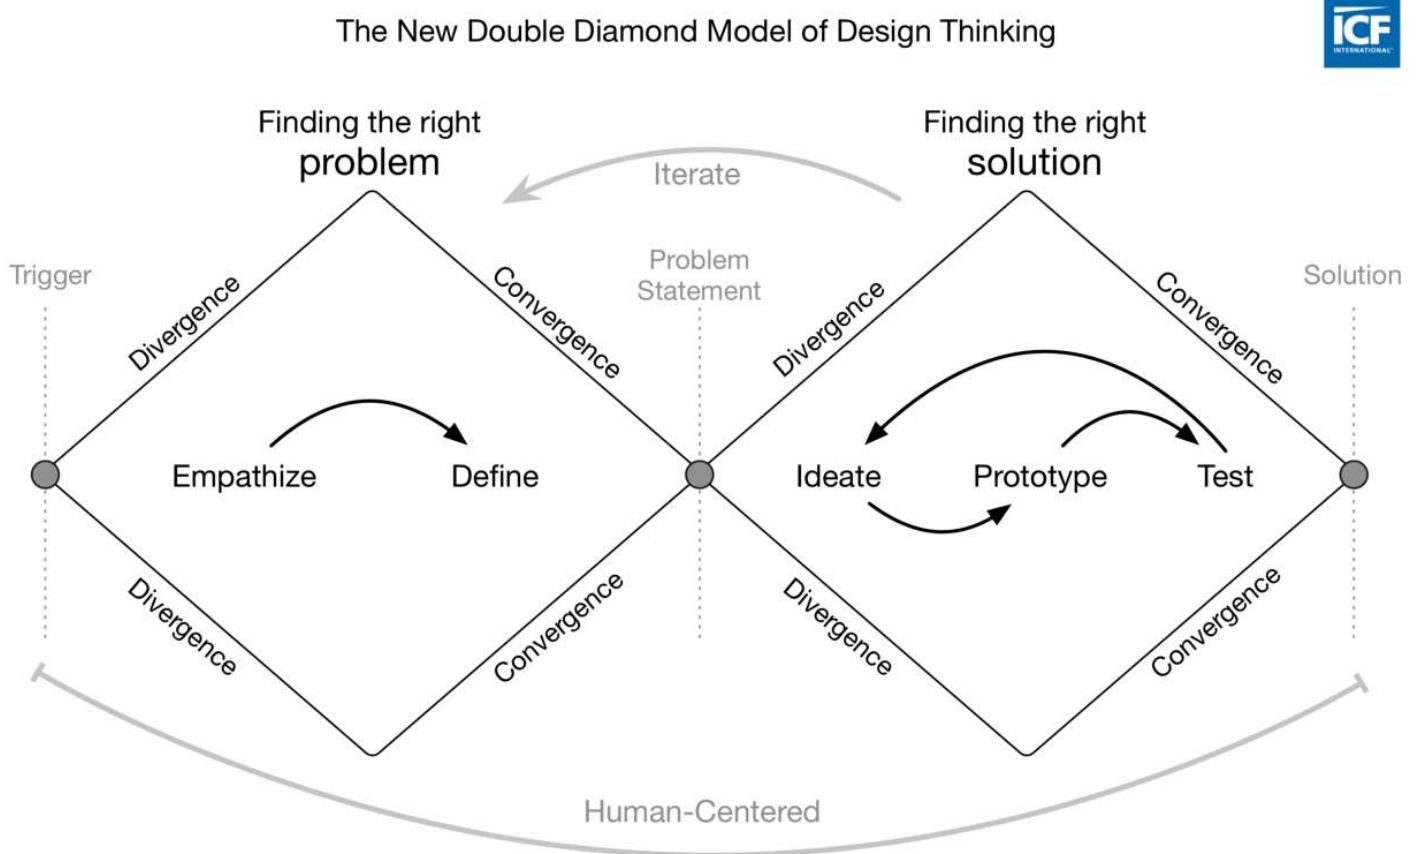 The New Double Diamond Model of Design Thinking
ICF
INTERNATIONAL
Finding the right
problem
Finding the right
solution
Iterate
Trigger
Problem
Statement
Solution
Divergence
Convergence
Divergence
Convergence
Empathize
Define
Ideate
Prototype
Test
Divergence
Convergence
Divergence
Convergence
Human-Centered